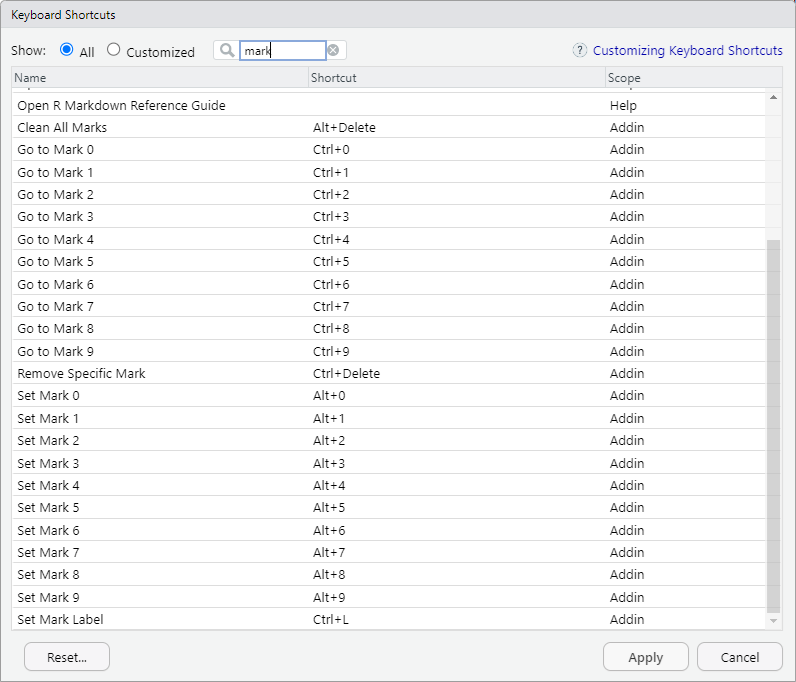 Keyboard Shortcuts
Show: All Customized mark Customizing Keyboard Shortcuts
Name Shortcut Scope
Open R Markdown Reference Guide Help
Clean All Marks Alt+Delete Addin
Go to Mark 0 Ctrl+0 Addin
Go to Mark 1 Ctrl+1 Addin
Go to Mark 2 Ctrl+2 Addin
Go to Mark 3 Ctrl+3 Addin
Go to Mark 4 Ctrl+4 Addin
Go to Mark 5 Ctrl+5 Addin
Go to Mark 6 Ctrl+6 Addin
Go to Mark 7 Ctrl+7 Addin
Go to Mark 8 Ctrl+8 Addin
Go to Mark 9 Ctrl+9 Addin
Remove Specific Mark Ctrl+Delete Addin
Set Mark 0 Alt+0 Addin
Set Mark 1 Alt+1 Addin
Set Mark 2 Alt+2 Addin
Set Mark 3 Alt+3 Addin
Set Mark 4 Alt+4 Addin
Set Mark 5 Alt+5 Addin
Set Mark 6 Alt+6 Addin
Set Mark 7 Alt+7 Addin
Set Mark 8 Alt+8 Addin
Set Mark 9 Alt+9 Addin
Set Mark Label Ctrl+L Addin
Reset... Apply Cancel